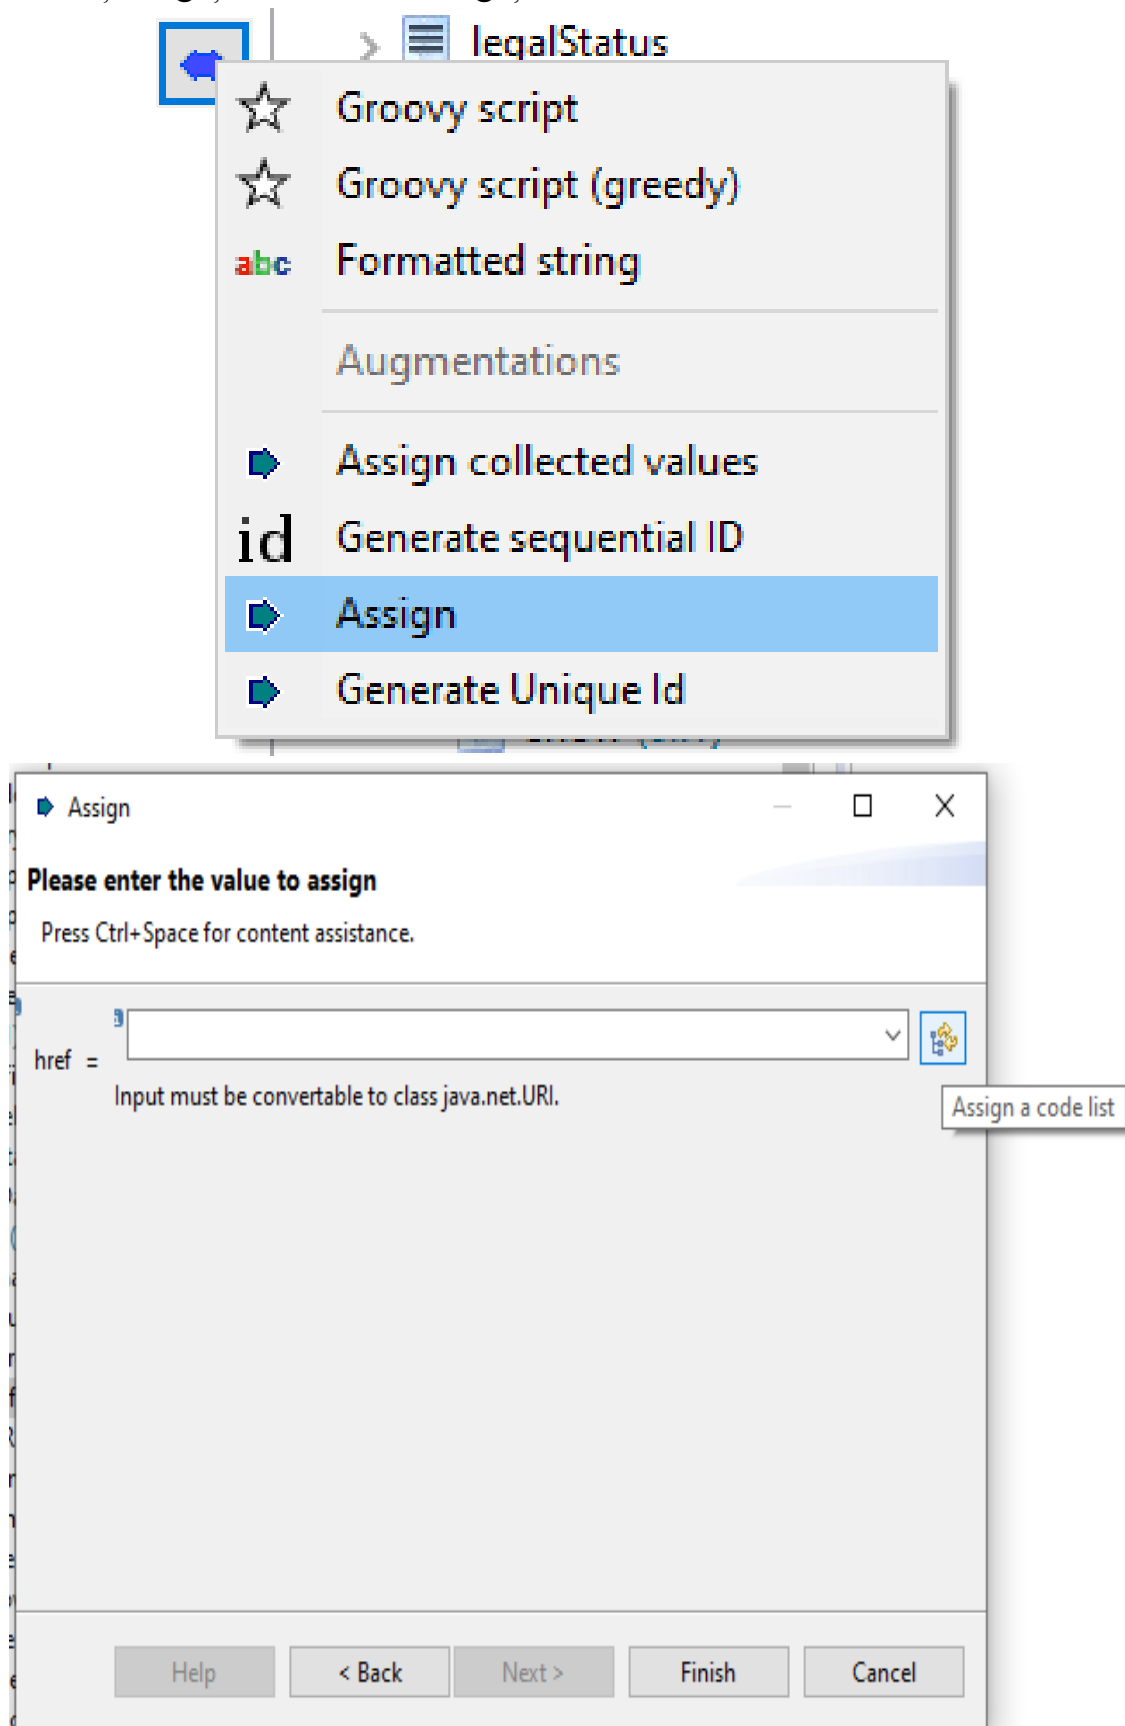 legalStatus
Groovy script
Groovy script (greedy)
abc Formatted string
Augmentations
Assign collected values
id Generate sequential ID
Assign
Generate Unique Id
Assign
Please enter the value to assign
Press Ctrl+Space for content assistance.
href =
Input must be convertable to class java.net.URI.
Assign a code list
Help < Back Next > Finish Cancel